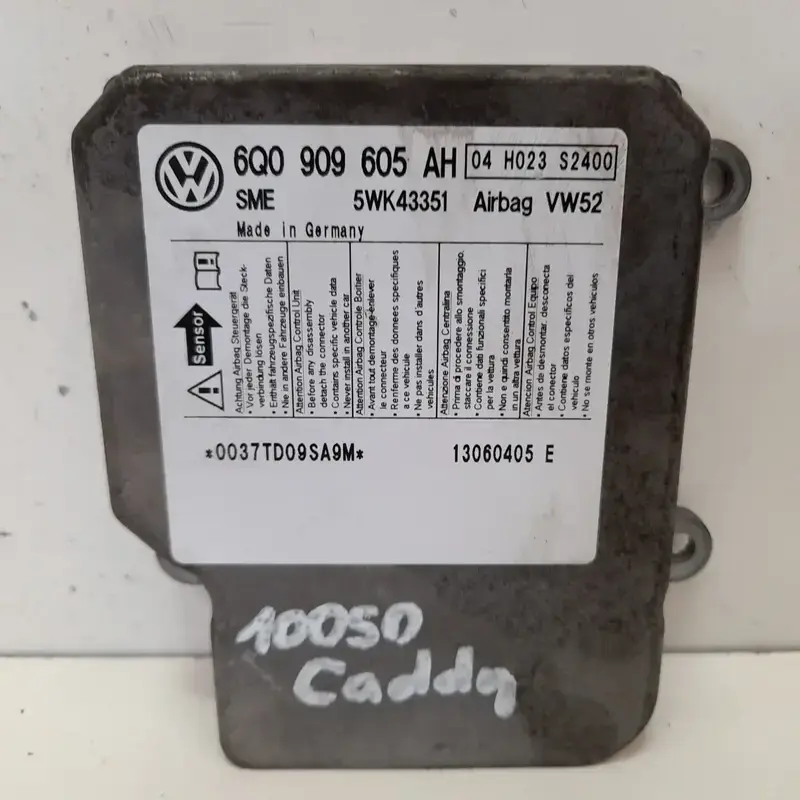 6Q0 909 605 AH
04 H023 S2400
SME 5WK43351 Airbag VW52
Made in Germany
Sensor
Achtung Airbag Steuergerät
• Vor jeder Demontage die Steck-
verbindung lösen
• Enthält fahrzeugspezifische Daten
• Nie in andere Fahrzeuge einbauen
Attention Airbag Control Unit
• Before any disassembly
detach the connector
• Contains specific vehicle data
• Never install in another car
Attention Airbag Controle Boitier
• Avant tout demontage enlever
le connecteur
• Renferme des donnees specifiques
a ce vehicule
• Ne pas installer dans d'autres
vehicules
Attenzione Airbag Centralina
• Prima di procedere allo smontaggio,
staccare il connessione
• Contiene dati funzionali specifici
per la vettura
• Non e anzi consentito montarla
in un altra vettura
Atencion Airbag Control Equipo
• Antes de desmontar, desconecta
el conector
• Contiene datos especificos del
vehiculo
• No se monte en otros vehiculos
*0037TD09SA9M* 13060405 E
10050
Caddy